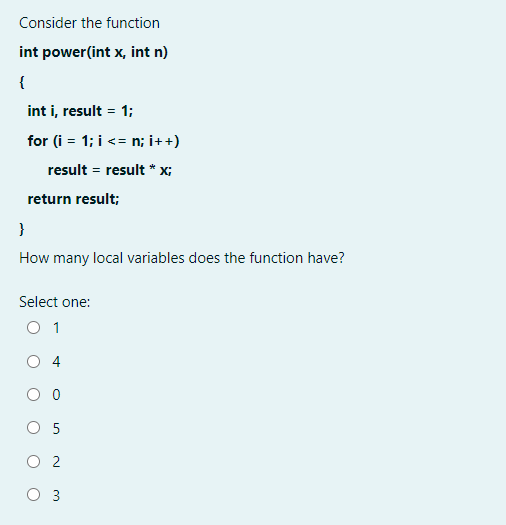 Consider the function
int power(int x, int n)
{
int i, result = 1;
for (i = 1; i <= n; i++)
result = result * x;
return result;
}
How many local variables does the function have?
Select one:
1
4
0
5
2
3